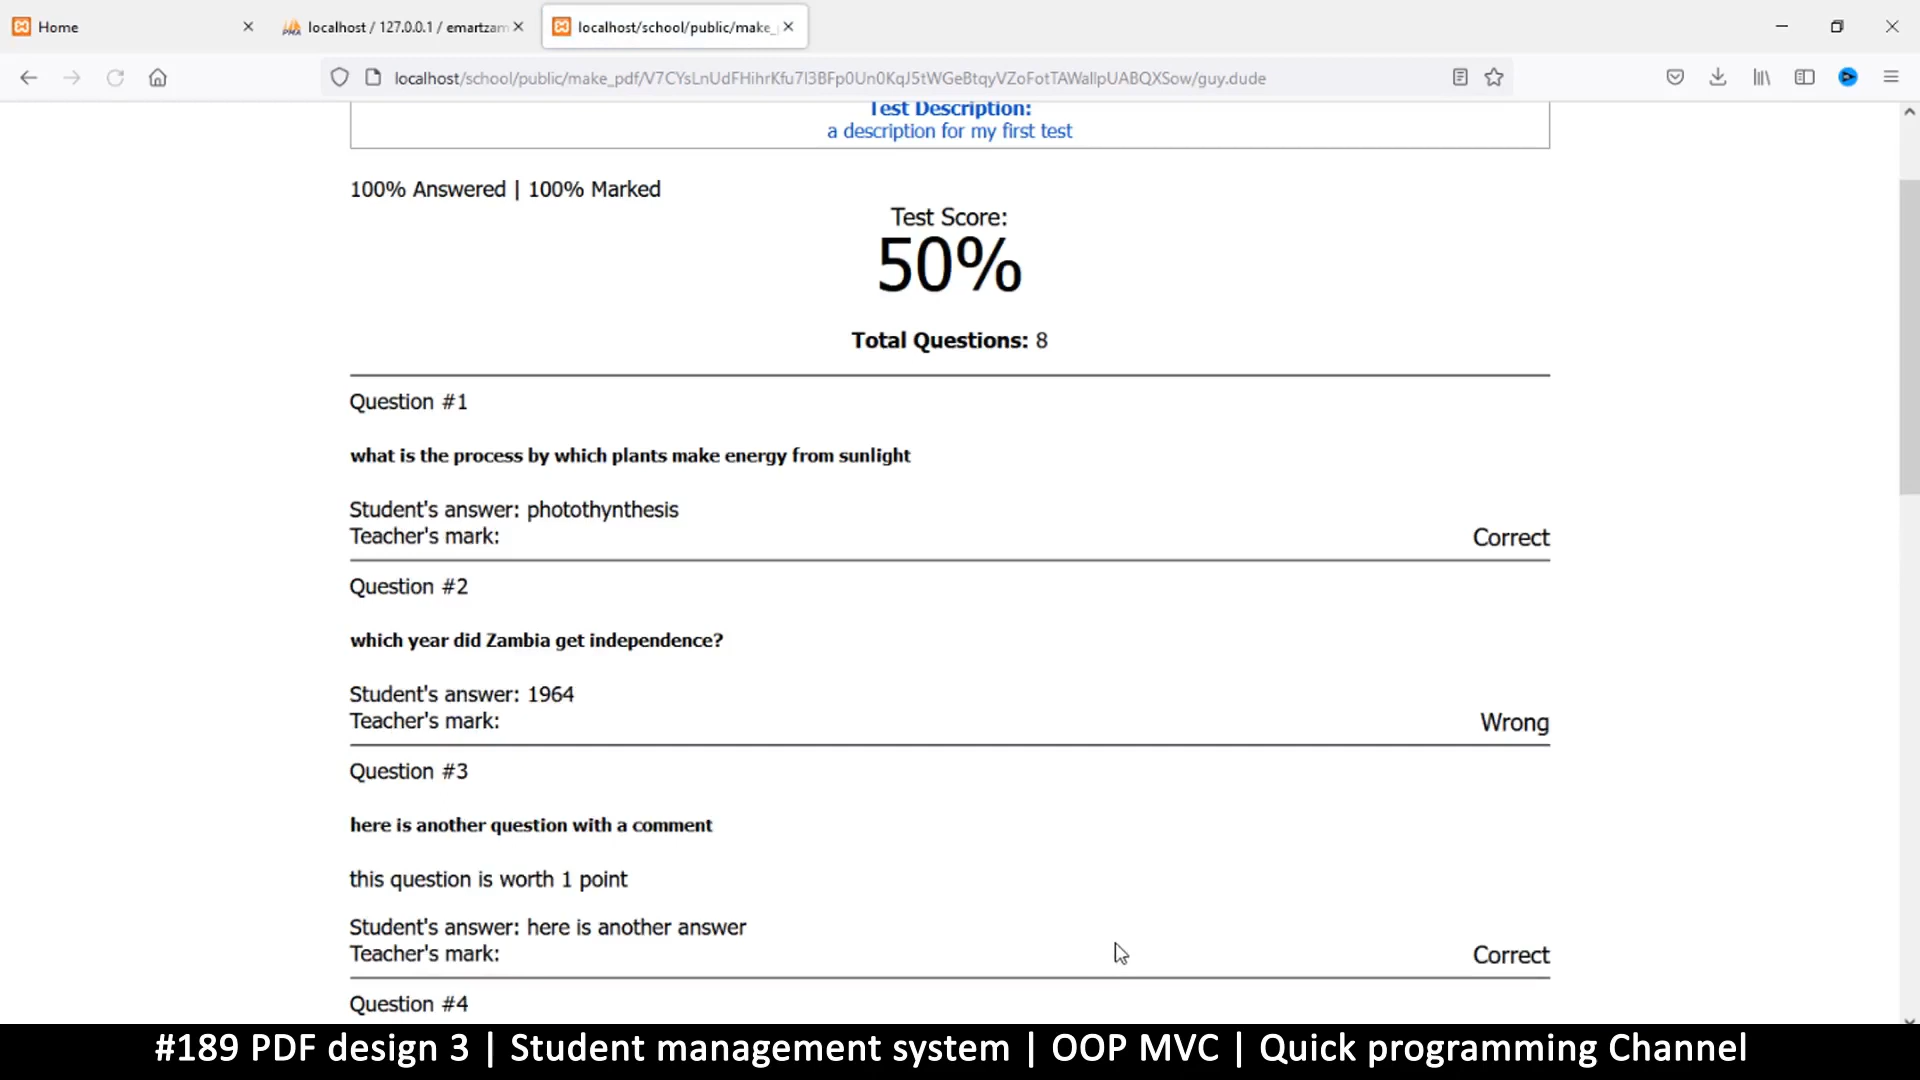 Home
localhost / 127.0.0.1 / emartzam
localhost/school/public/make_
localhost/school/public/make_pdf/V7CYsLnUdFHihrKfu7I3BFp0Un0KqJ5tWGeBtqyVZoFotTAWallpUABQXSow/guy.dude
Test Description:
a description for my first test
100% Answered | 100% Marked
Test Score:
50%
Total Questions: 8
Question #1
what is the process by which plants make energy from sunlight
Student's answer: photothynthesis
Teacher's mark:
Correct
Question #2
which year did Zambia get independence?
Student's answer: 1964
Teacher's mark:
Wrong
Question #3
here is another question with a comment
this question is worth 1 point
Student's answer: here is another answer
Teacher's mark:
Correct
Question #4
#189 PDF design 3 | Student management system | OOP MVC | Quick programming Channel